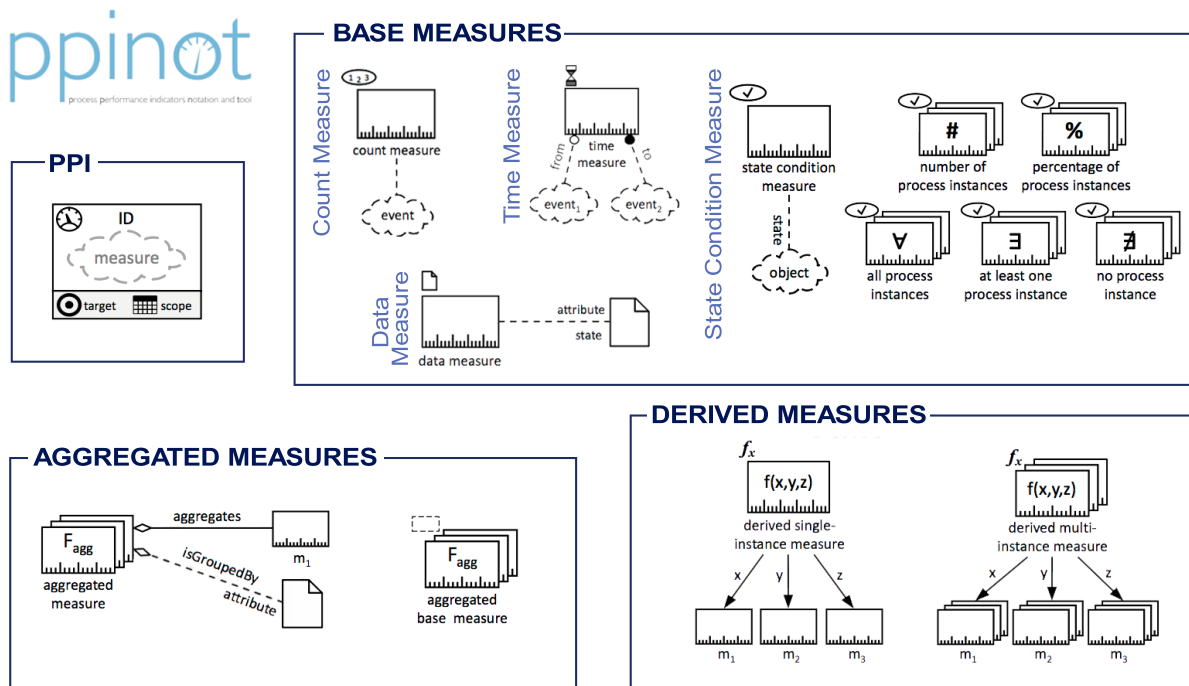 ppinot
process performance indicators notation and tool
PPI
ID
measure
target
scope
BASE MEASURES
Count Measure
1 2 3
count measure
event
Time Measure
time
measure
from
to
event1
event2
Data
Measure
data measure
attribute
state
State Condition Measure
state condition
measure
state
object
#
number of
process instances
%
percentage of
process instances
∀
all process
instances
∃
at least one
process instance
∄
no process
instance
AGGREGATED MEASURES
Fagg
aggregated
measure
aggregates
m1
isGroupedBy
attribute
Fagg
aggregated
base measure
DERIVED MEASURES
fx
f(x,y,z)
derived single-
instance measure
x y z
m1 m2 m3
fx
f(x,y,z)
derived multi-
instance measure
x y z
m1 m2 m3